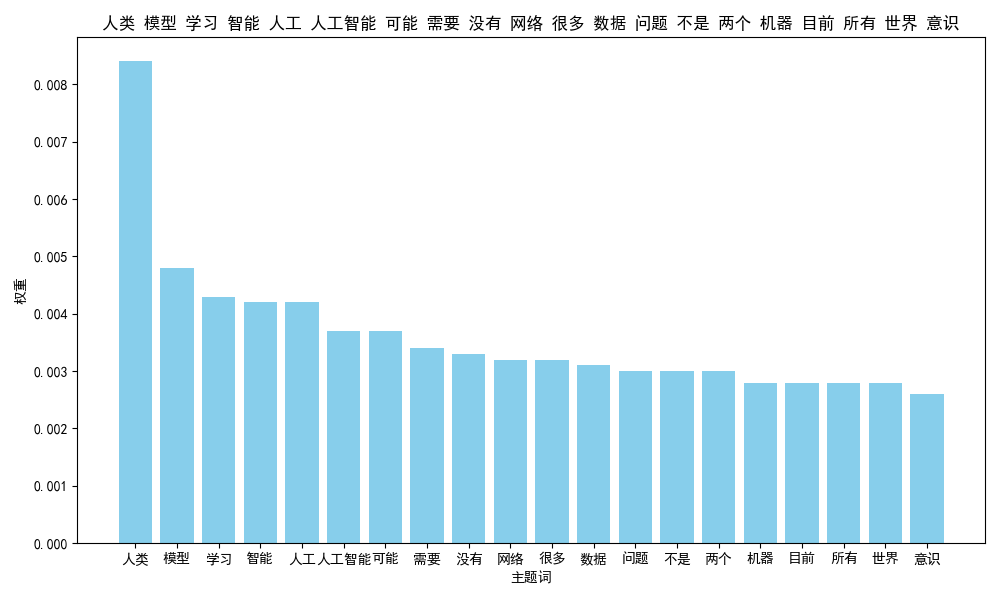 人类 模型 学习 智能 人工 人工智能 可能 需要 没有 网络 很多 数据 问题 不是 两个 机器 目前 所有 世界 意识
0.008
0.007
0.006
0.005
0.004
0.003
0.002
0.001
0.000
权重
人类 模型 学习 智能 人工 人工智能 可能 需要 没有 网络 很多 数据 问题 不是 两个 机器 目前 所有 世界 意识
主题词